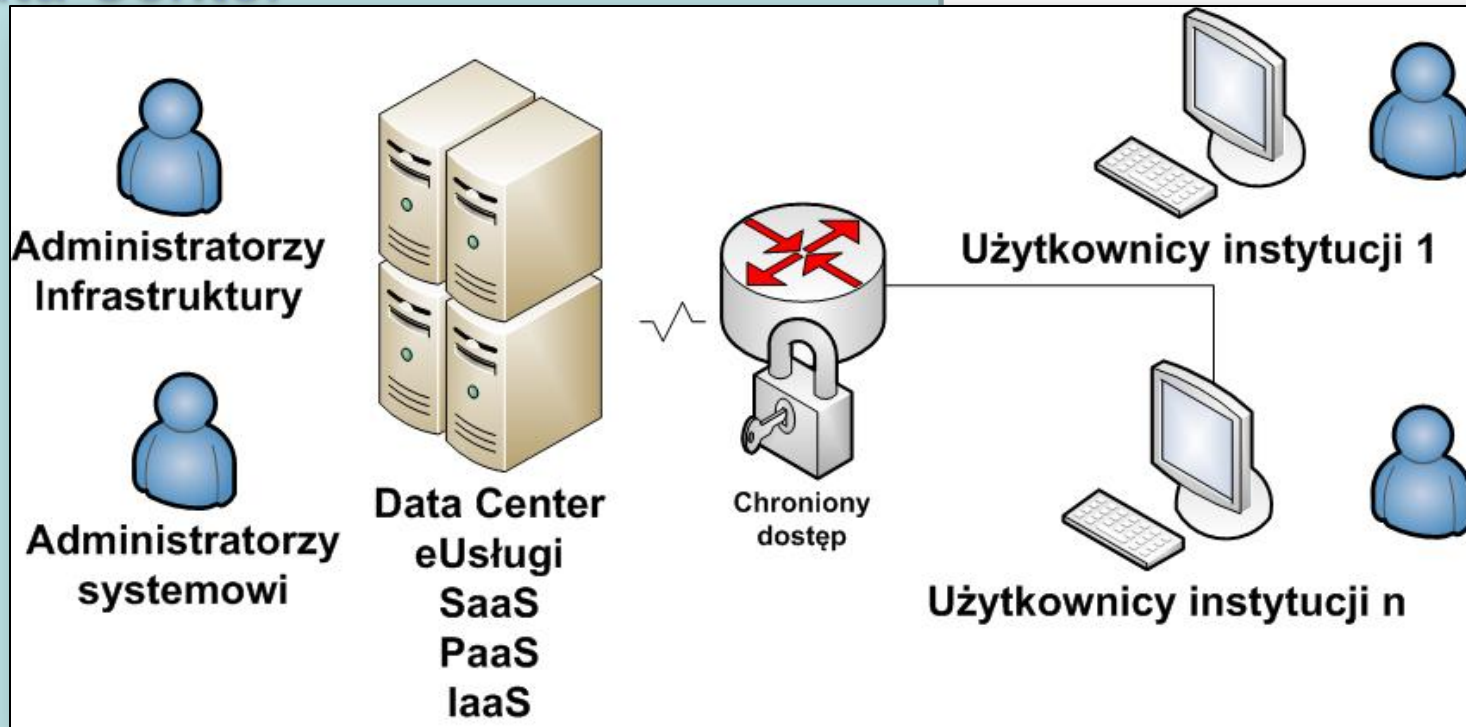 Administratorzy
Infrastruktury
Administratorzy
systemowi
Data Center
eUsługi
SaaS
PaaS
IaaS
Chroniony
dostęp
Użytkownicy instytucji 1
Użytkownicy instytucji n